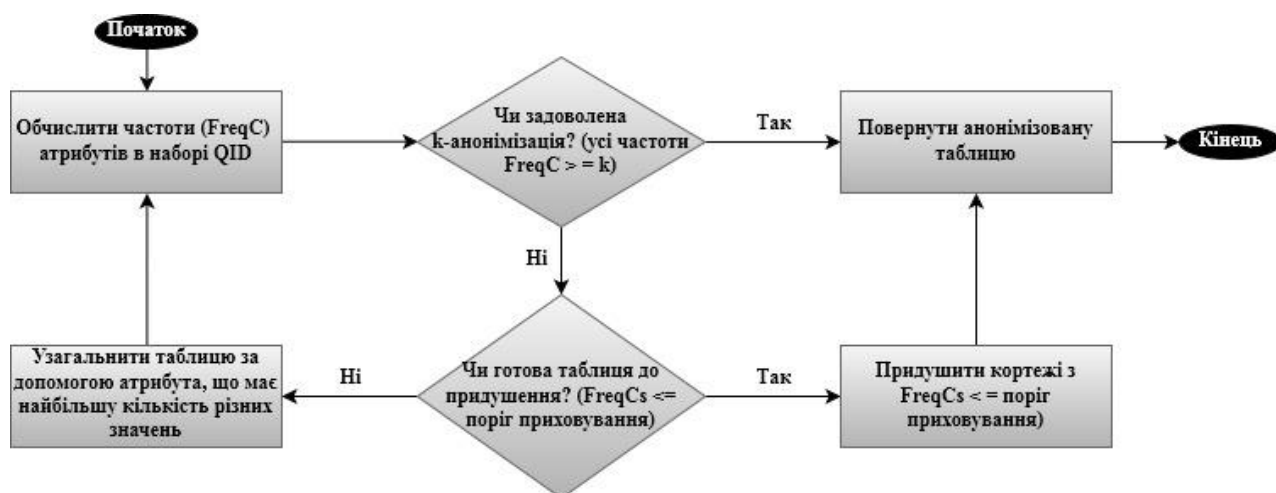 Початок
Обчислити частоти (FreqC)
атрибутів в наборі QID
Чи задоволена
k-анонімізація? (усі частоти
FreqC > = k)
Так
Повернути анонімізовану
таблицю
Кінець
Ні
Узагальнити таблицю за
допомогою атрибута, що має
найбільшу кількість різних
значень
Ні
Чи готова таблиця до
придушення? (FreqCs <=
поріг приховування)
Так
Придушити кортежі з
FreqCs < = поріг
приховування)